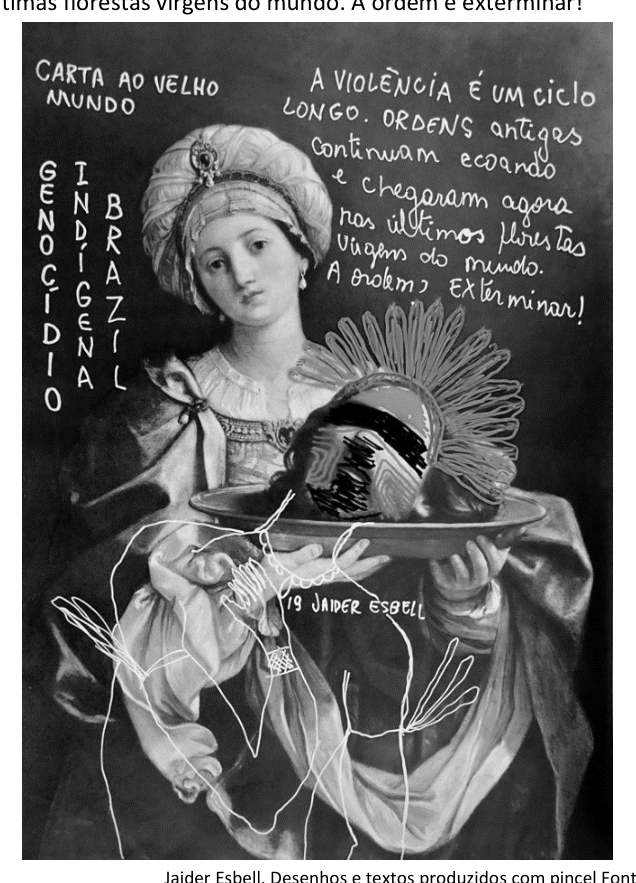 timas florestas virgens do mundo. A ordem é exterminar!
CARTA AO VELHO
MUNDO
A VIOLÊNCIA É UM ciclo
LONGO. ORDENS antigas
continuam ecoando
e chegaram agora
nas últimas florestas
virgens do mundo.
A ordem, EXterminar!
GENOCÍDIO
INDÍGENA
BRAZIL
'19 JAIDER ESBELL
Jaider Esbell. Desenhos e textos produzidos com pincel Font